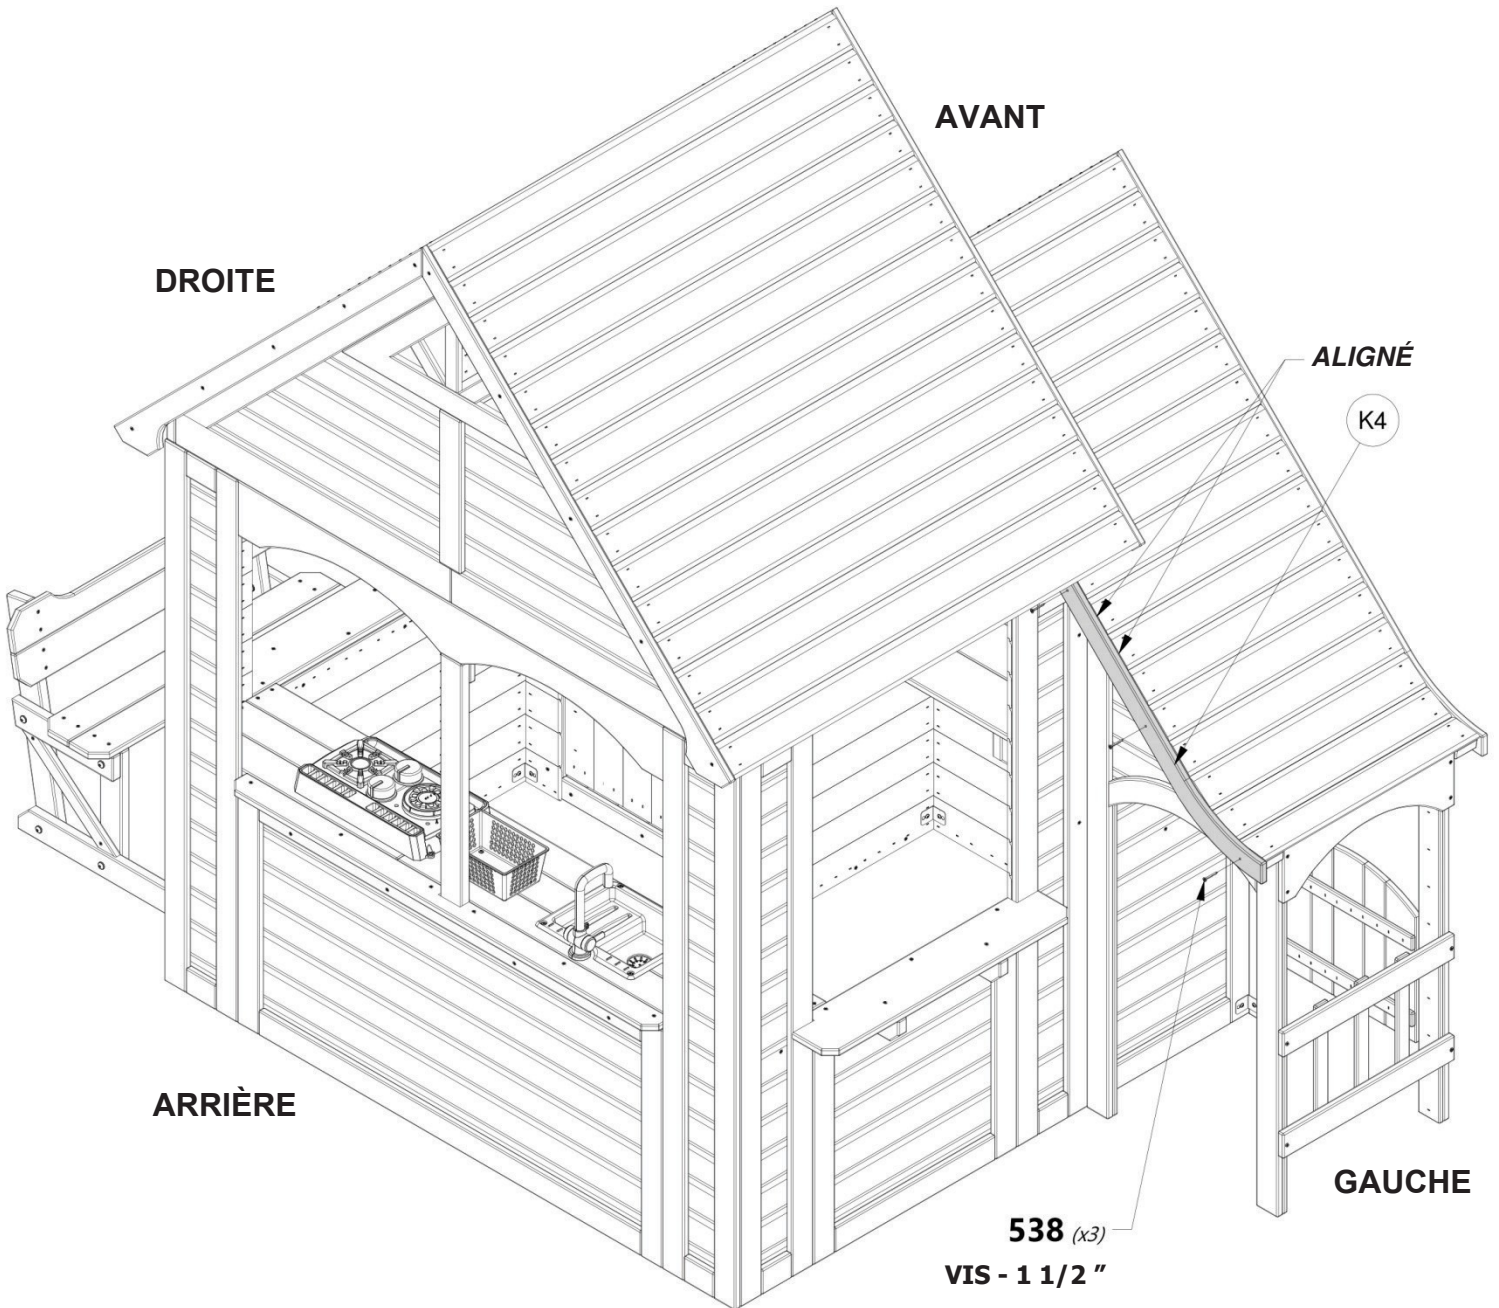 AVANT
DROITE
ALIGNÉ
K4
ARRIÈRE
GAUCHE
538 (x3)
VIS - 1 1/2 "